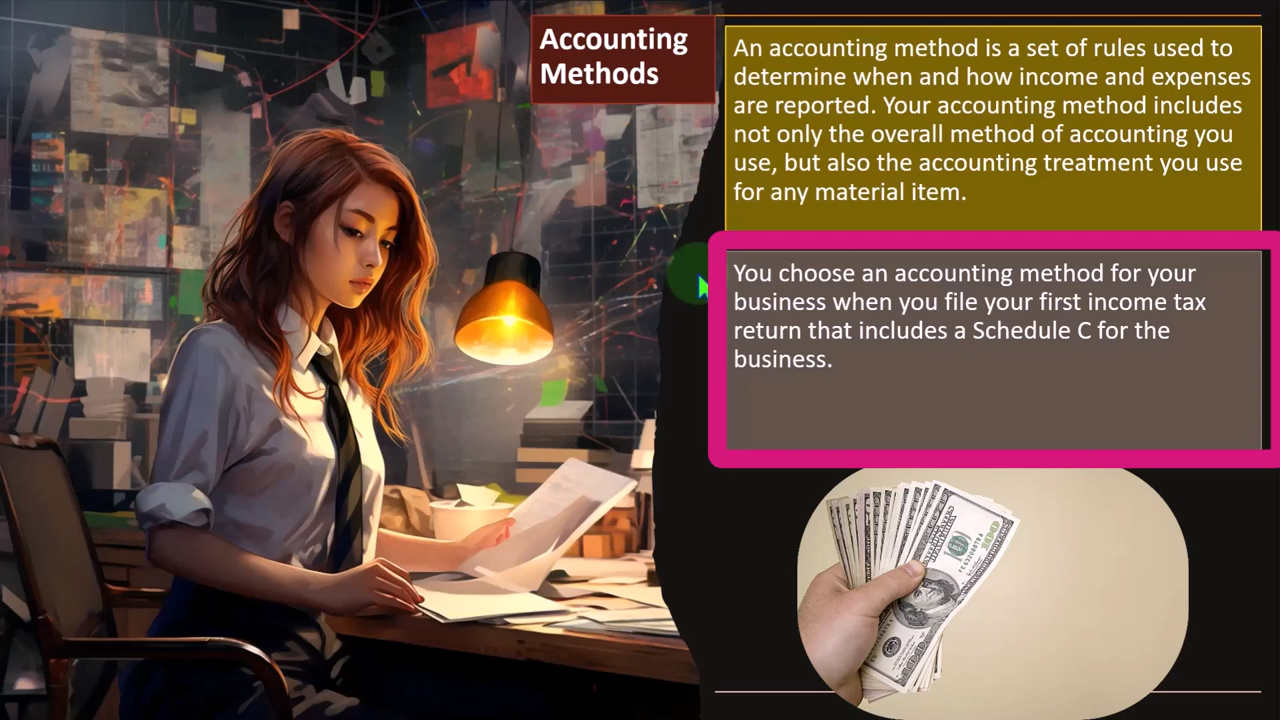 Accounting
Methods
An accounting method is a set of rules used to
determine when and how income and expenses
are reported. Your accounting method includes
not only the overall method of accounting you
use, but also the accounting treatment you use
for any material item.
You choose an accounting method for your
business when you file your first income tax
return that includes a Schedule C for the
business.